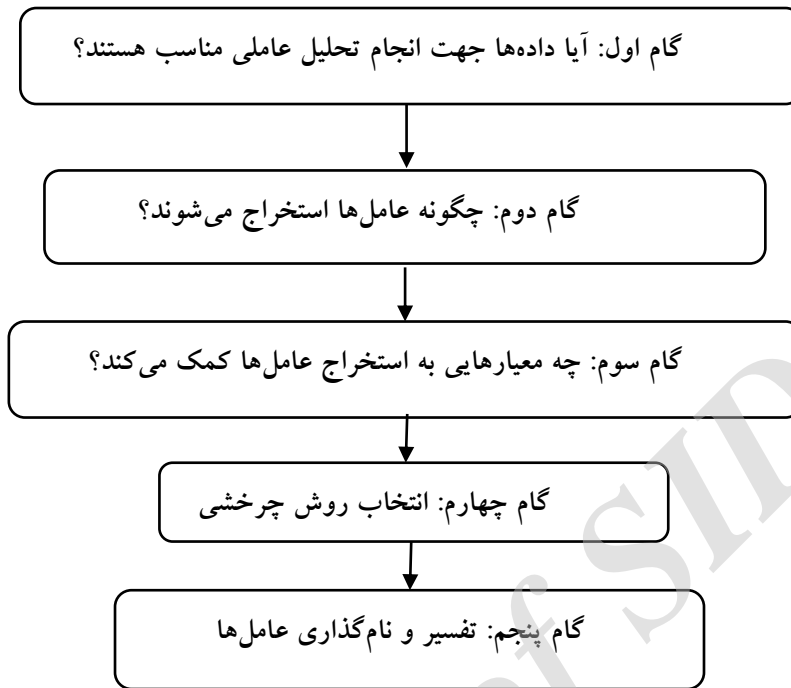 گام اول: آیا داده‌ها جهت انجام تحلیل عاملی مناسب هستند؟
گام دوم: چگونه عامل‌ها استخراج می‌شوند؟
گام سوم: چه معیارهایی به استخراج عامل‌ها کمک می‌کند؟
گام چهارم: انتخاب روش چرخشی
گام پنجم: تفسیر و نام‌گذاری عامل‌ها
of SID